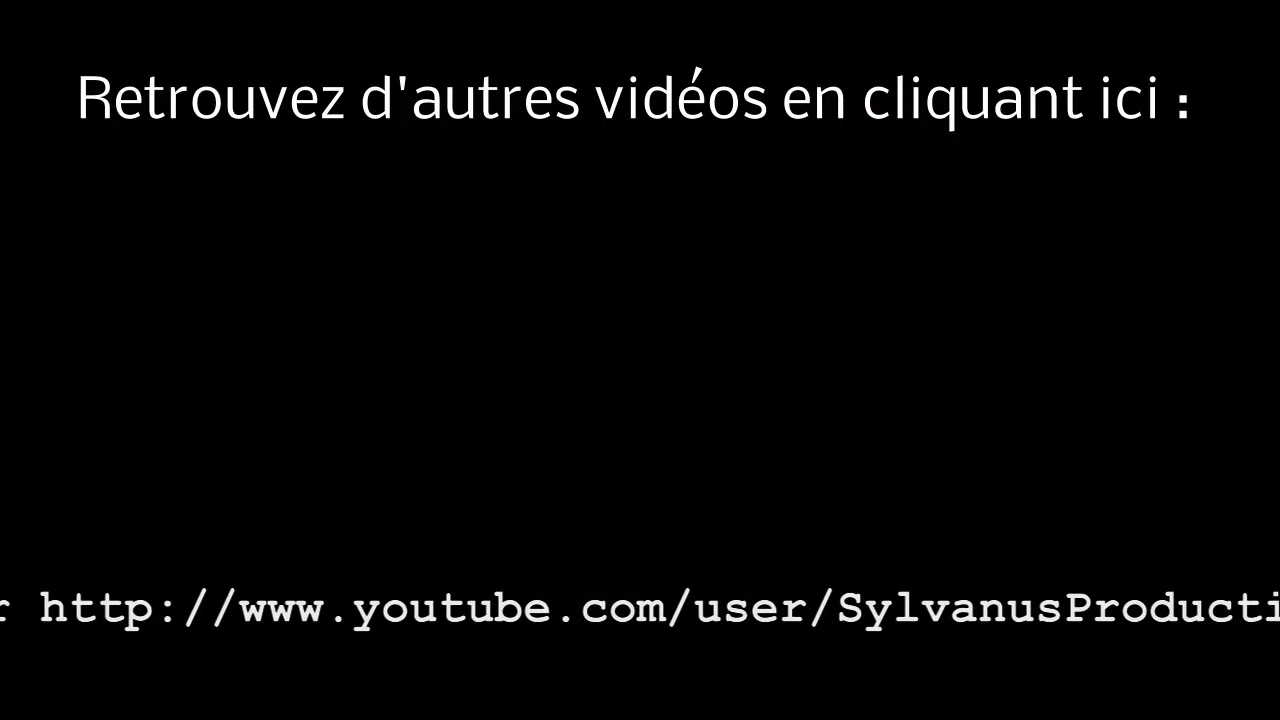 Retrouvez d'autres vidéos en cliquant ici :
r http://www.youtube.com/user/SylvanusProducti